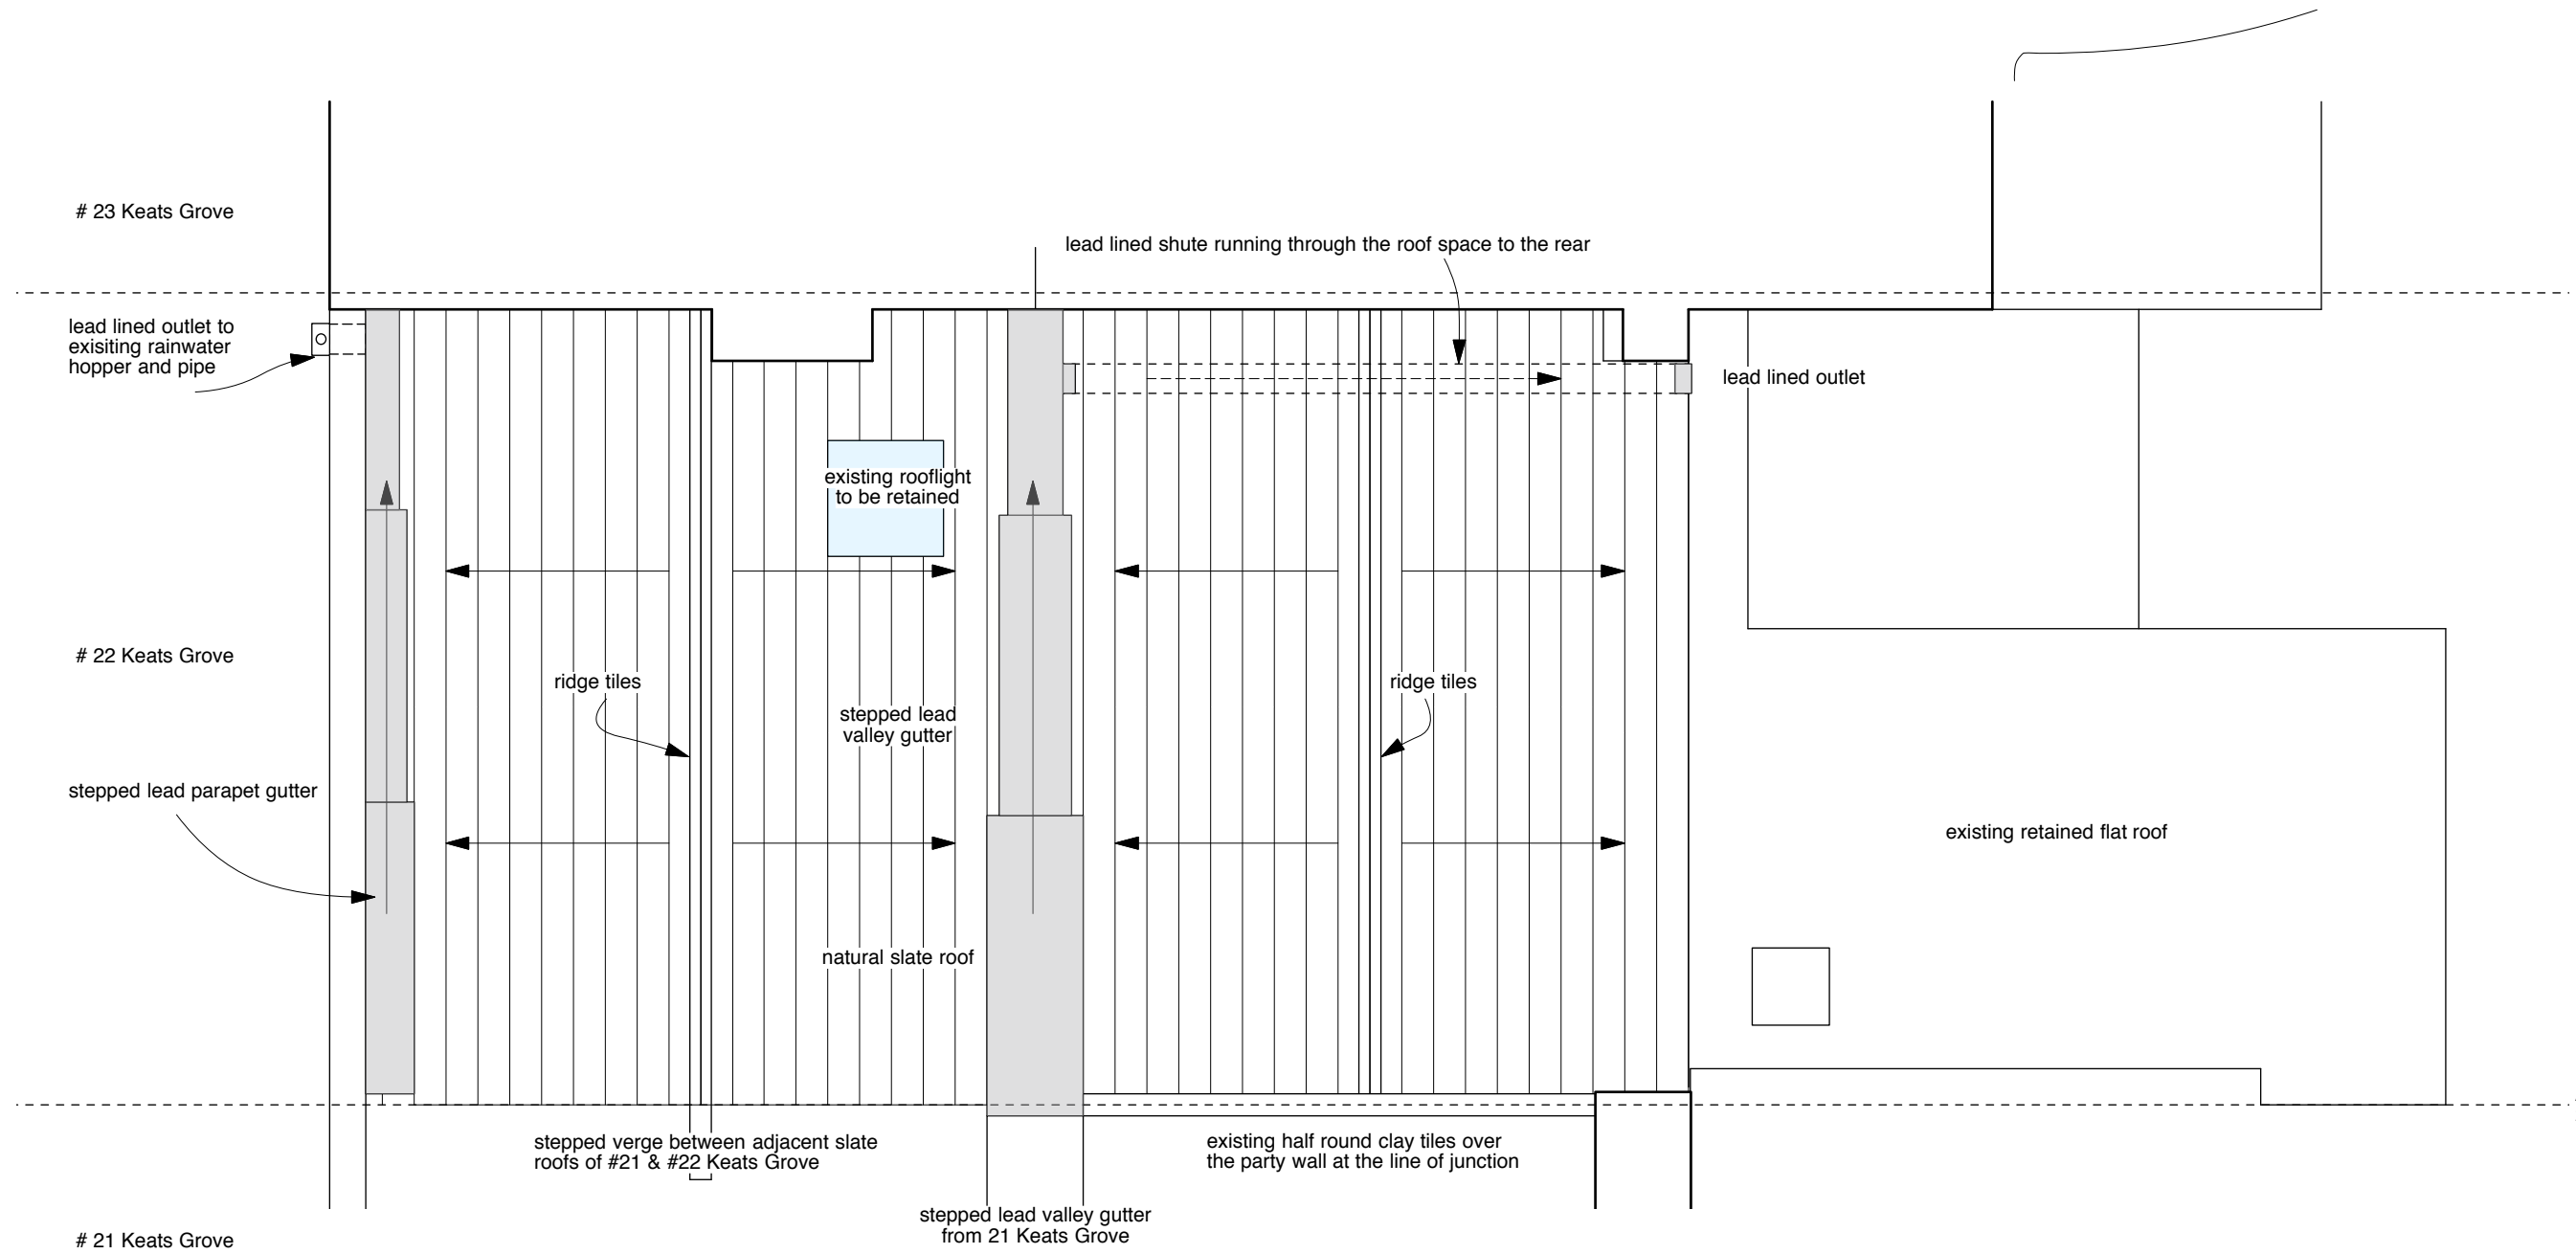 # 23 Keats Grove
lead lined shute running through the roof space to the rear
lead lined outlet to
exisiting rainwater
hopper and pipe
lead lined outlet
existing rooflight
to be retained
# 22 Keats Grove
ridge tiles
ridge tiles
stepped lead
valley gutter
stepped lead parapet gutter
existing retained flat roof
natural slate roof
stepped verge between adjacent slate
roofs of #21 & #22 Keats Grove
existing half round clay tiles over
the party wall at the line of junction
stepped lead valley gutter
from 21 Keats Grove
# 21 Keats Grove